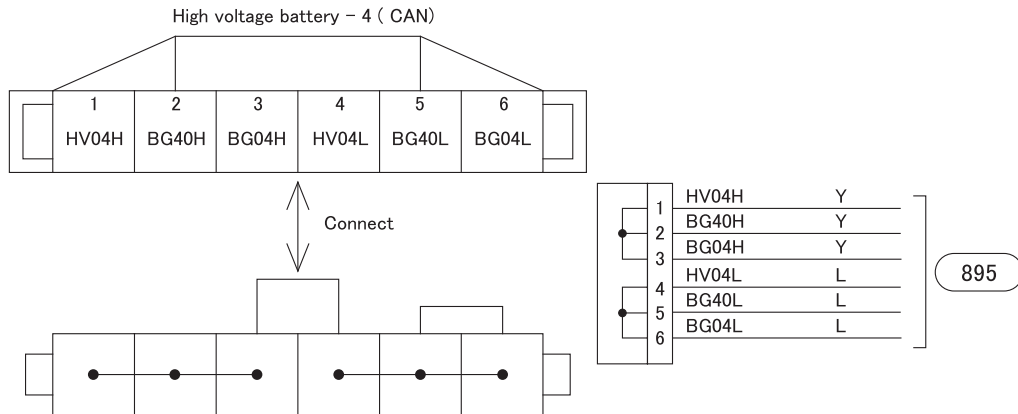 High voltage battery - 4 ( CAN)
1 2 3 4 5 6
HV04H BG40H BG04H HV04L BG40L BG04L
Connect
1 HV04H Y
2 BG40H Y
3 BG04H Y
4 HV04L L
5 BG40L L
6 BG04L L
895